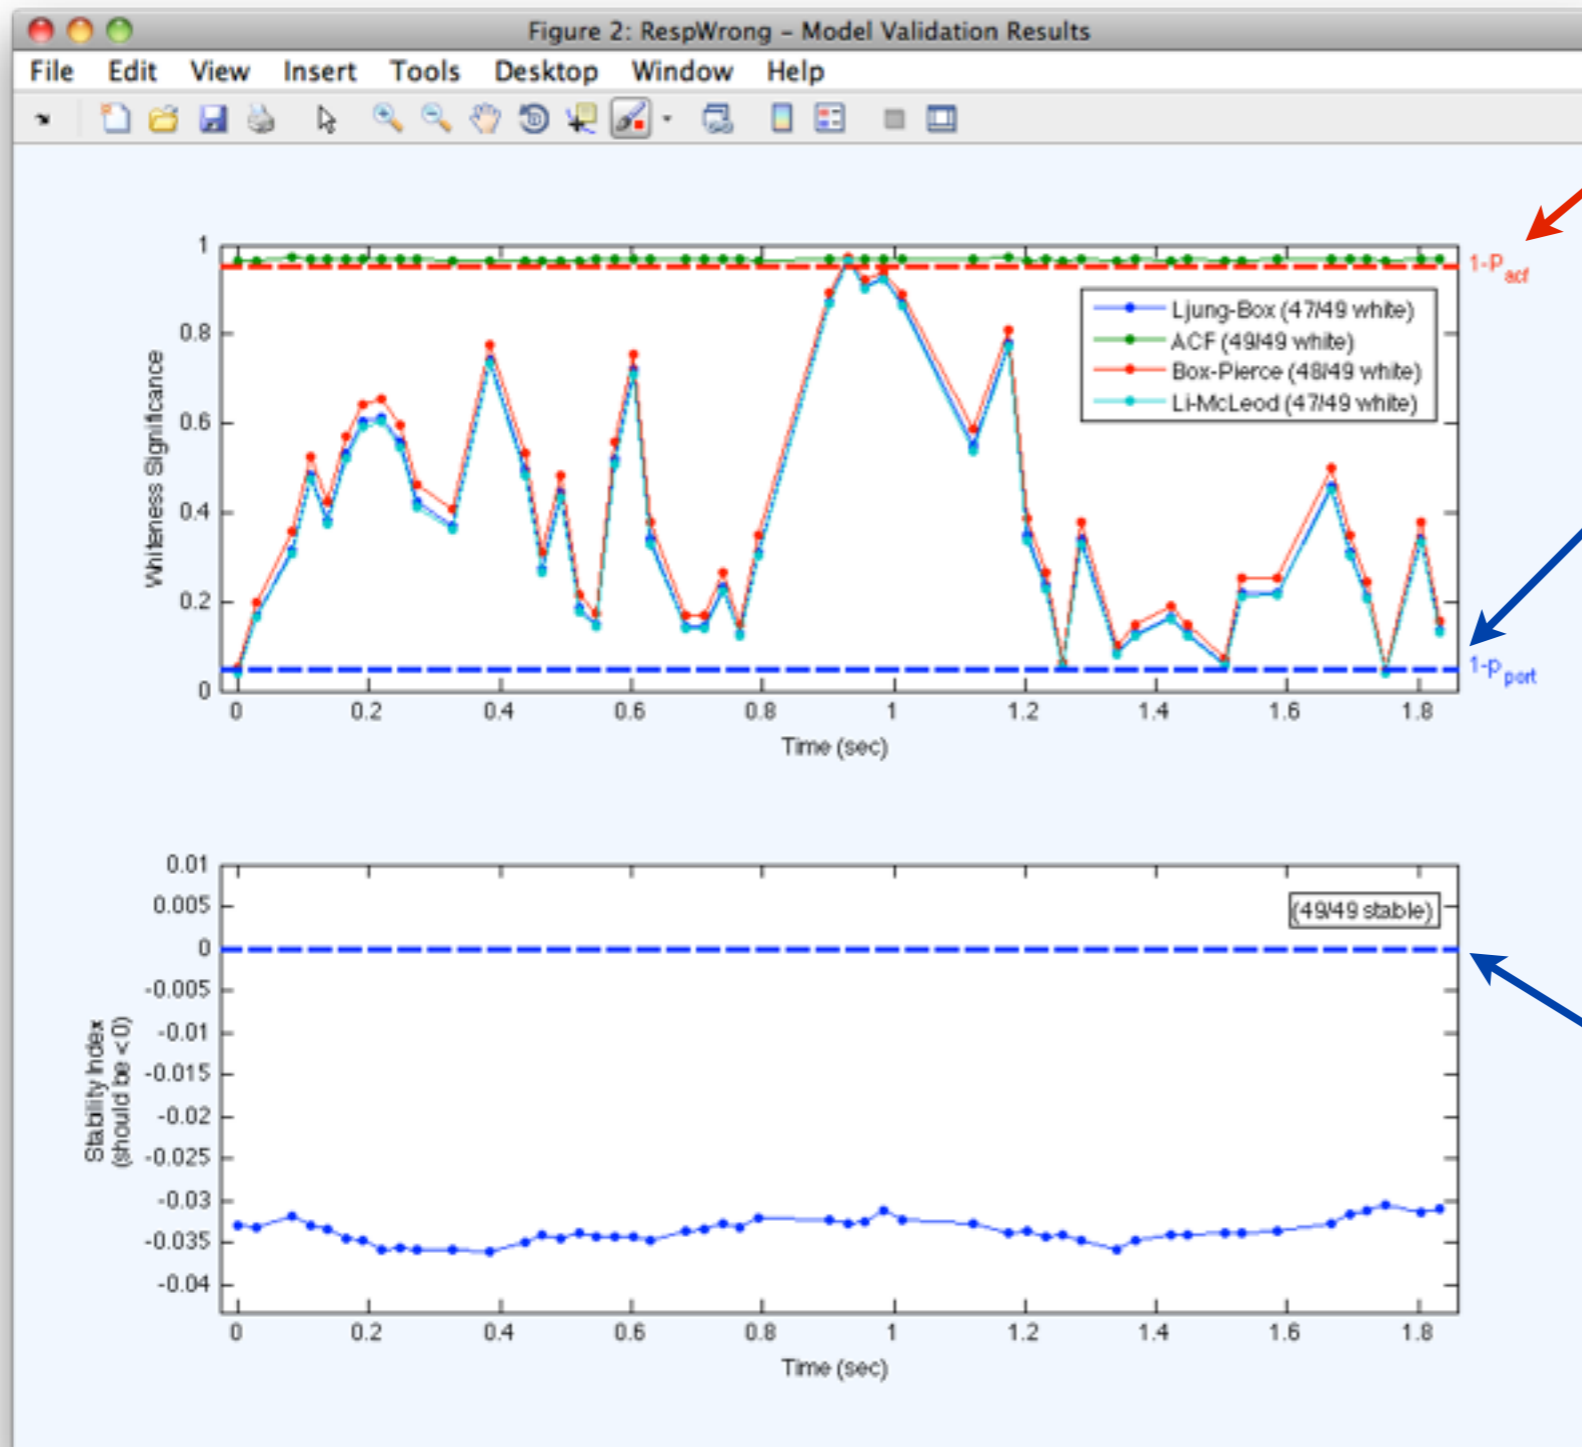 Figure 2: RespWrong – Model Validation Results
File Edit View Insert Tools Desktop Window Help
1
0.8
0.6
0.4
0.2
0
Whiteness Significance
1-P acf
Ljung-Box (47/49 white)
ACF (49/49 white)
Box-Pierce (48/49 white)
Li-McLeod (47/49 white)
1-p port
0 0.2 0.4 0.6 0.8 1 1.2 1.4 1.6 1.8
Time (sec)
0.01
0.005
0
-0.005
-0.01
-0.015
-0.02
-0.025
-0.03
-0.035
-0.04
Stability Index
(should be <0)
(49/49 stable)
0 0.2 0.4 0.6 0.8 1 1.2 1.4 1.6 1.8
Time (sec)